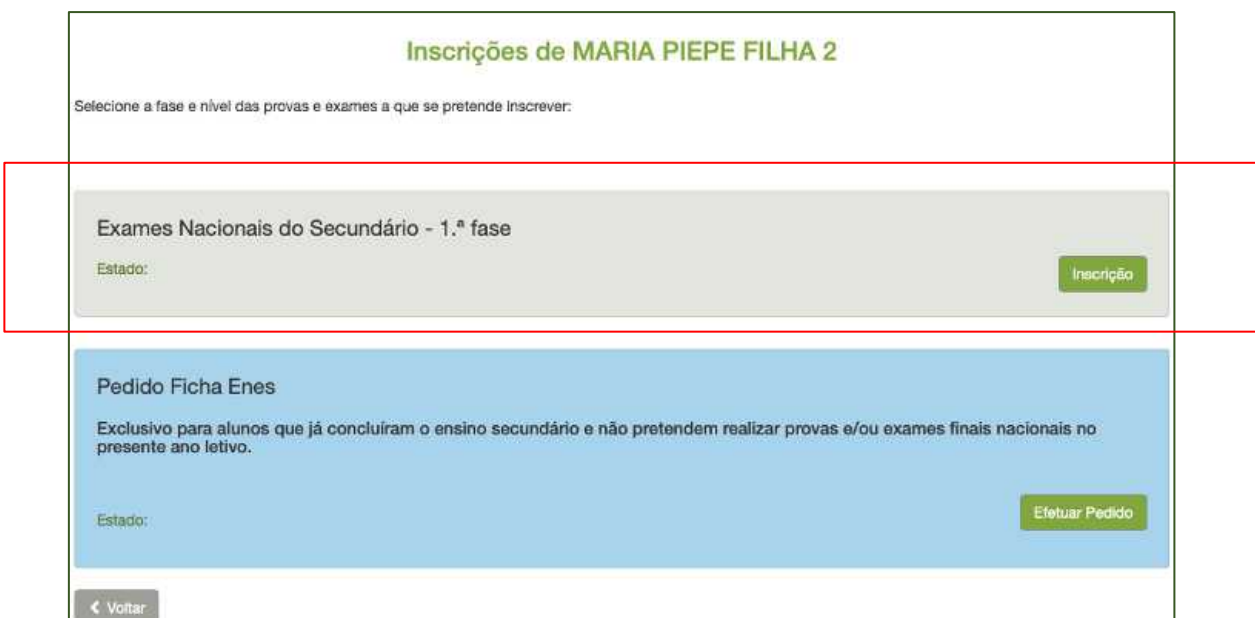 Inscrições de MARIA PIEPE FILHA 2
Selecione a fase e nível das provas e exames a que se pretende Inscrever:
Exames Nacionais do Secundário - 1.ª fase
Estado:
Inscrição
Pedido Ficha Enes
Exclusivo para alunos que já concluíram o ensino secundário e não pretendem realizar provas e/ou exames finais nacionais no
presente ano letivo.
Estado:
Efetuar Pedido
Voltar